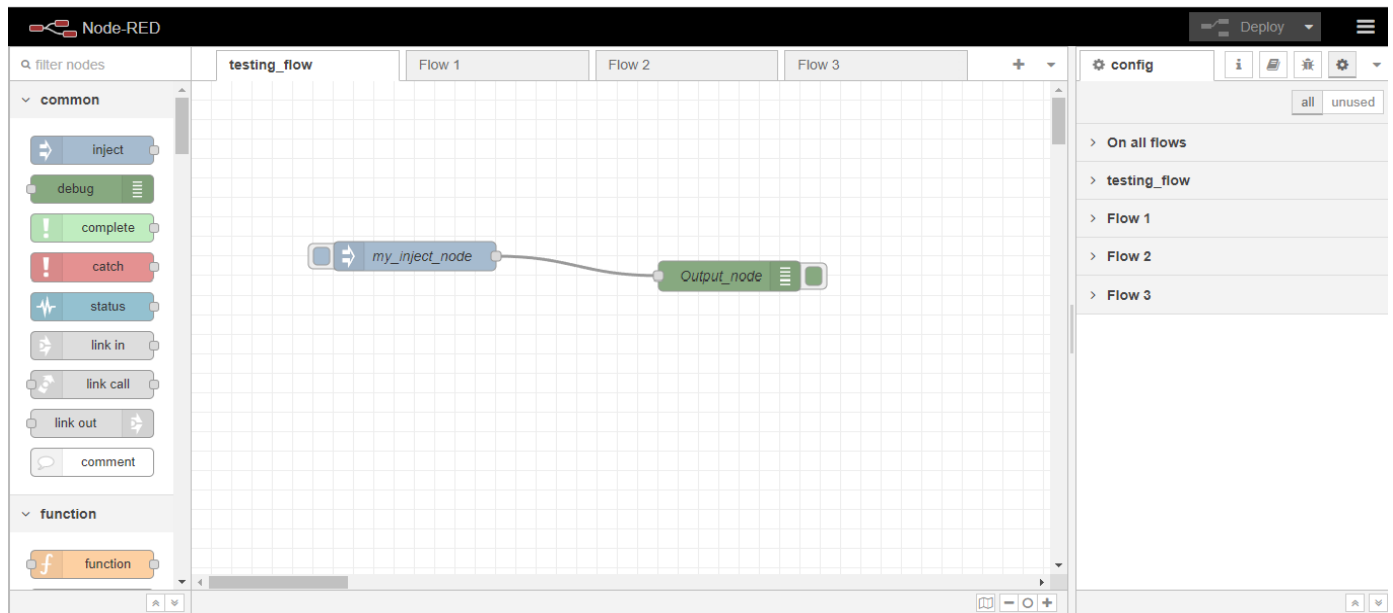 Node-RED
Deploy
filter nodes
testing_flow
Flow 1
Flow 2
Flow 3
config
i
all
unused
common
inject
debug
complete
catch
status
link in
link call
link out
comment
function
function
my_inject_node
Output_node
On all flows
testing_flow
Flow 1
Flow 2
Flow 3